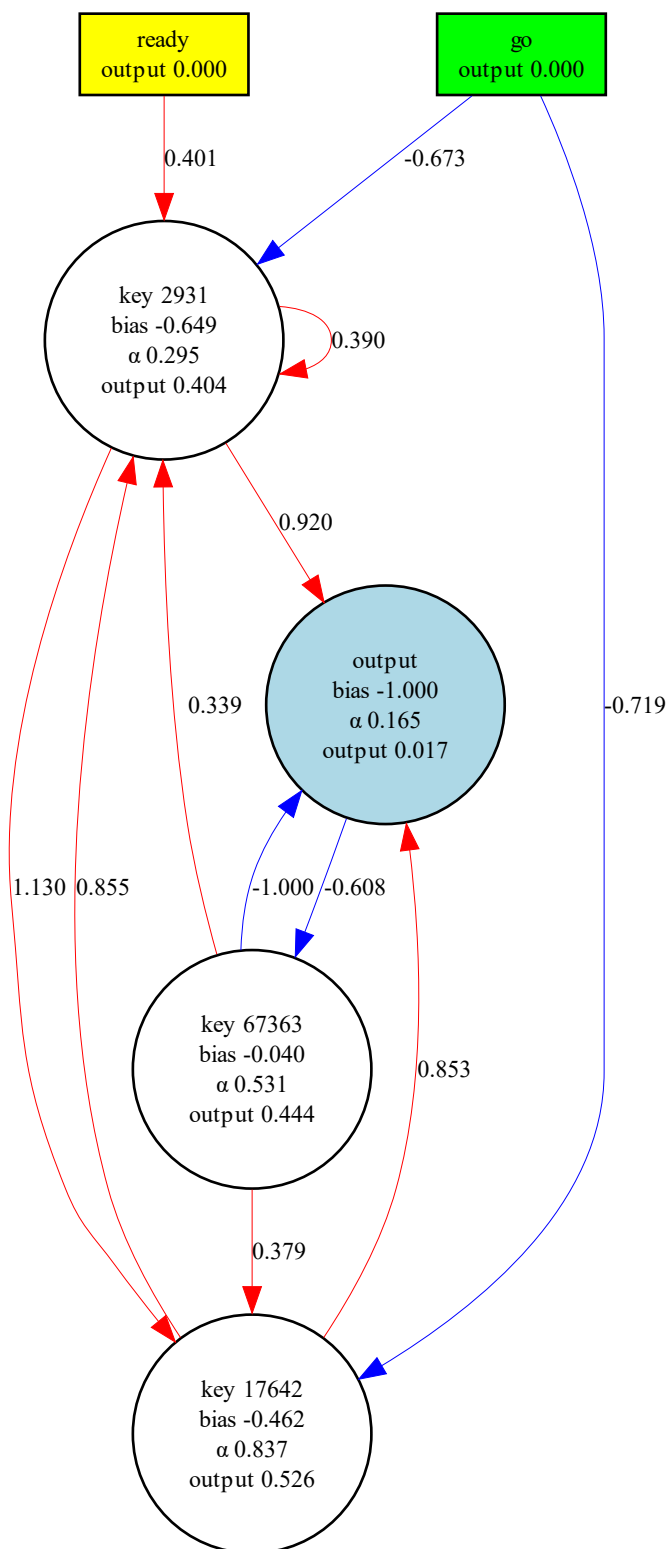 ready
output 0.000
go
output 0.000
0.401
-0.673
key 2931
bias -0.649
α 0.295
output 0.404
0.390
0.920
output
bias -1.000
α 0.165
output 0.017
0.339
-0.719
1.130
0.855
-1.000
-0.608
key 67363
bias -0.040
α 0.531
output 0.444
0.853
0.379
key 17642
bias -0.462
α 0.837
output 0.526